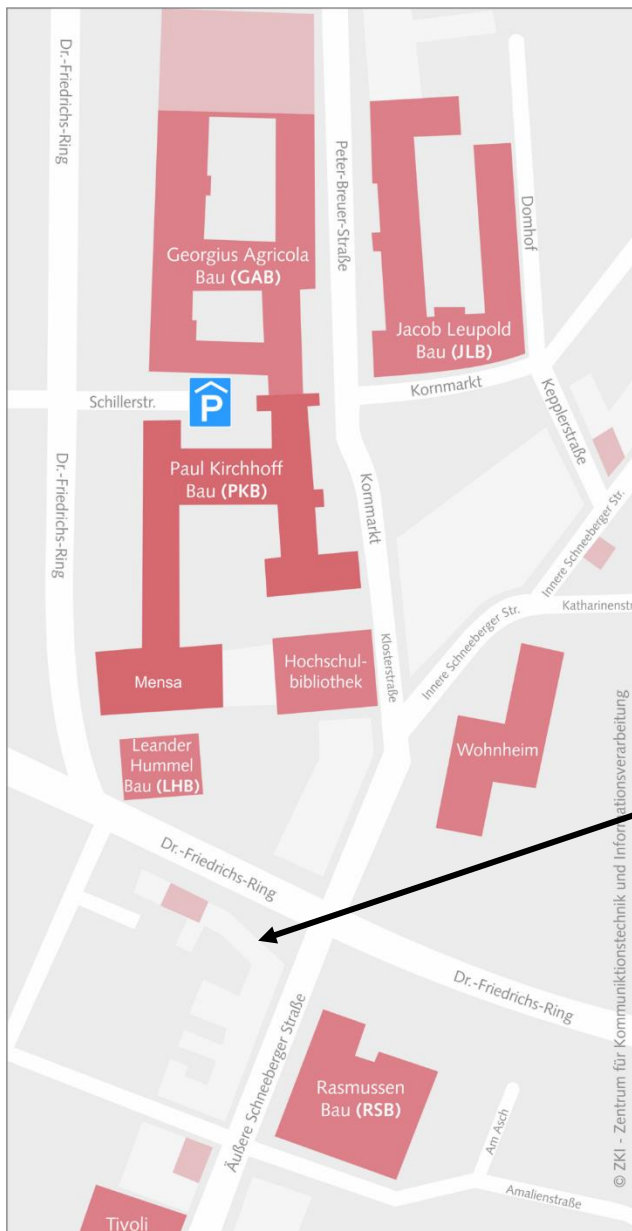 Dr.-Friedrichs-Ring
Peter-Breuer-Straße
Domhof
Georgius Agricola
Bau (GAB)
Jacob Leupold
Bau (JLB)
Schillerstr.
P
Kornmarkt
Kepplerstraße
Dr.-Friedrichs-Ring
Paul Kirchhoff
Bau (PKB)
Kornmarkt
Innere Schneeberger Str.
Katharinenstr
Innere Schneeberger Str.
Klosterstraße
Mensa
Hochschul-
bibliothek
Wohnheim
Leander
Hummel
Bau (LHB)
Dr.-Friedrichs-Ring
Dr.-Friedrichs-Ring
Äußere Schneeberger Straße
Rasmussen
Bau (RSB)
Am Asch
Amalienstraße
Tivoli
© ZKI - Zentrum für Kommuniktionstechnik und Informationsverarbeitung